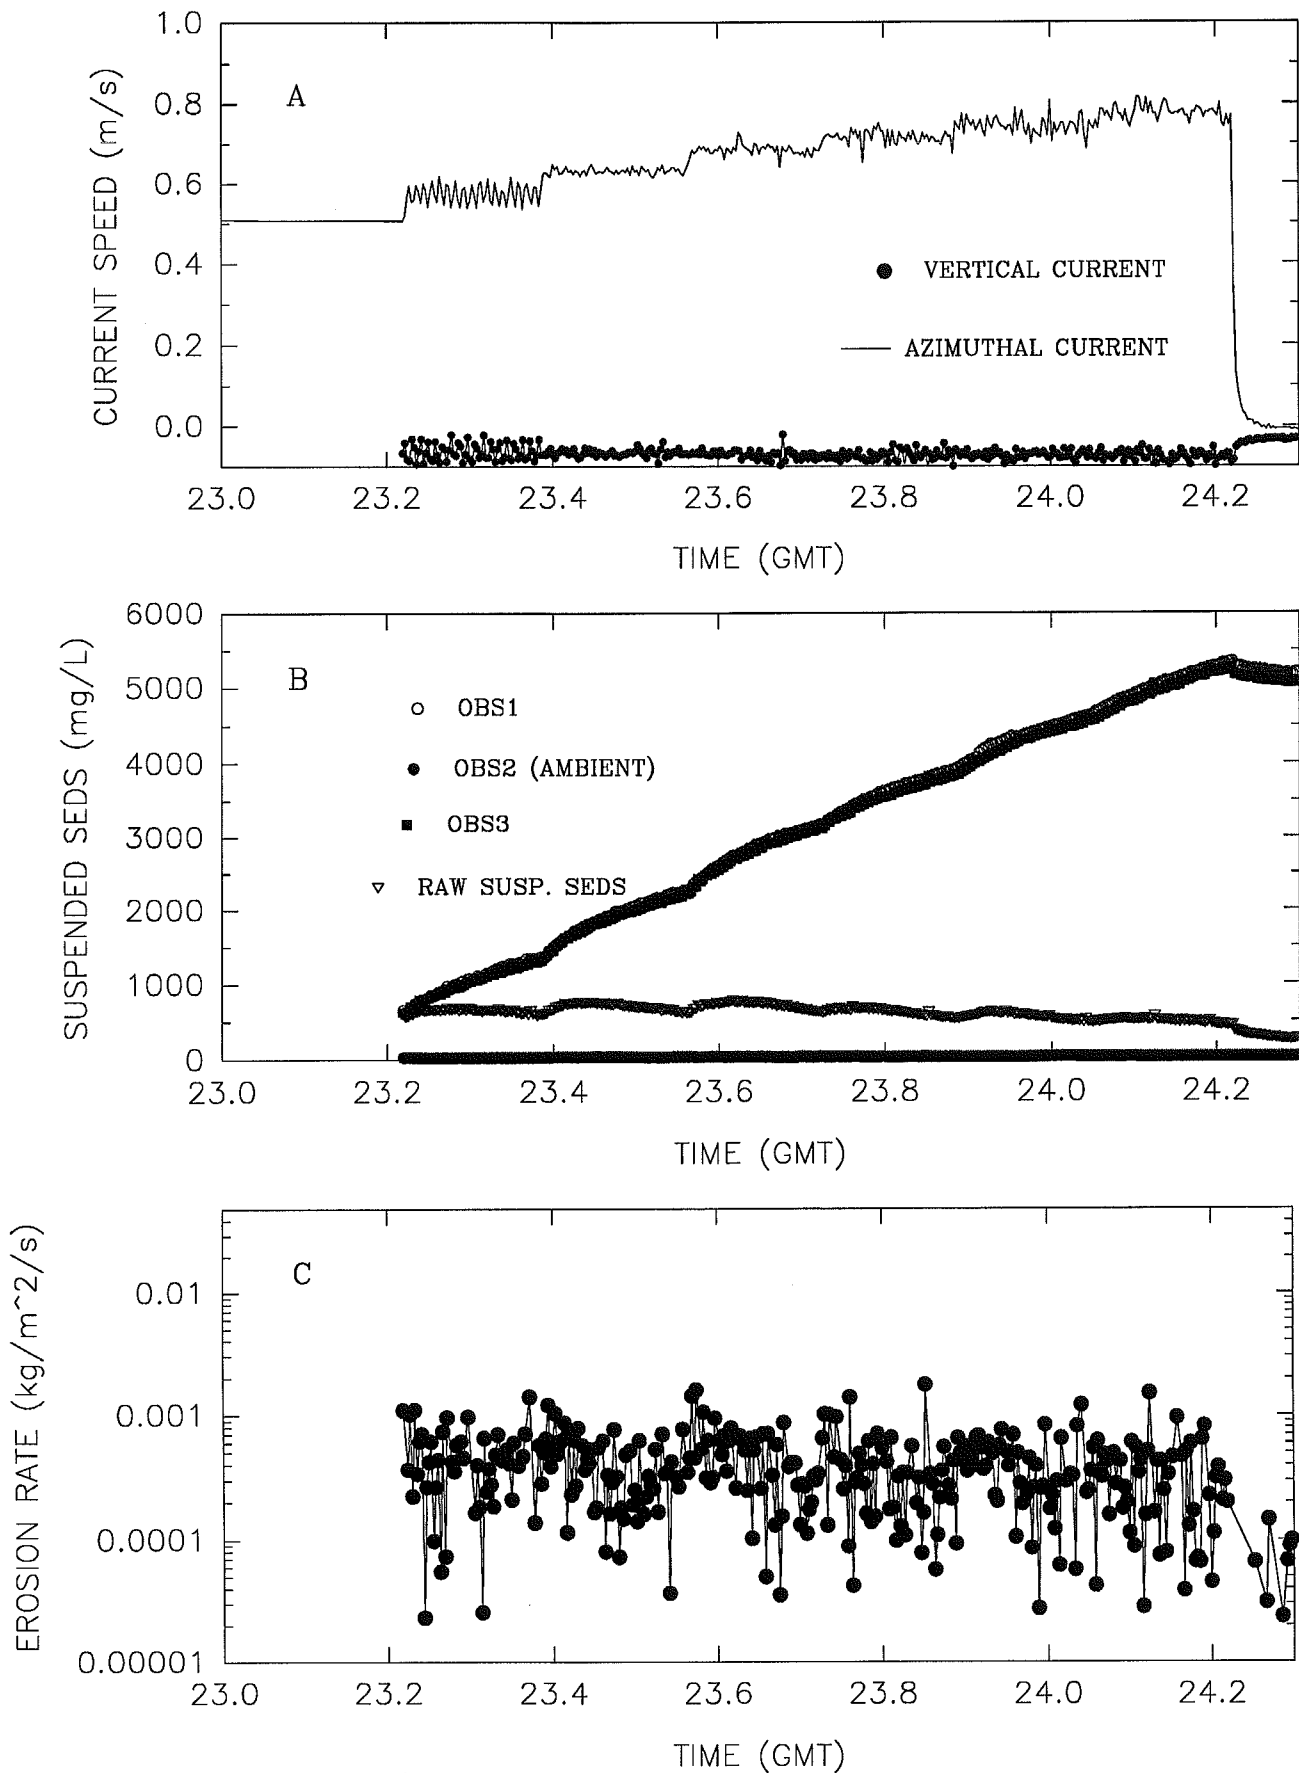 1.0
0.8
0.6
0.4
0.2
0.0
CURRENT SPEED (m/s)
A
VERTICAL CURRENT
AZIMUTHAL CURRENT
23.0 23.2 23.4 23.6 23.8 24.0 24.2
TIME (GMT)
6000
5000
4000
3000
2000
1000
0
SUSPENDED SEDS (mg/L)
B
OBS1
OBS2 (AMBIENT)
OBS3
RAW SUSP. SEDS
23.0 23.2 23.4 23.6 23.8 24.0 24.2
TIME (GMT)
0.01
0.001
0.0001
0.00001
EROSION RATE (kg/m^2/s)
C
23.0 23.2 23.4 23.6 23.8 24.0 24.2
TIME (GMT)